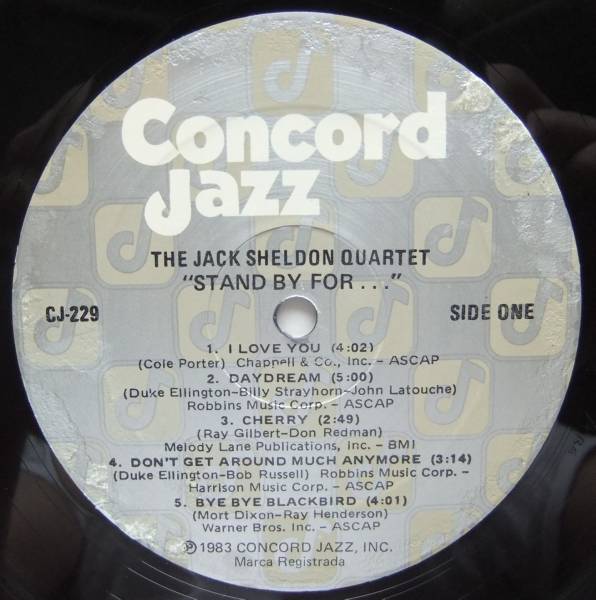 Concord
Jazz
THE JACK SHELDON QUARTET
"STAND BY FOR . . ."
CJ-229
SIDE ONE
1. I LOVE YOU (4:02)
(Cole Porter) Chappell & Co., Inc. – ASCAP
2. DAYDREAM (5:00)
(Duke Ellington–Billy Strayhorn–John Latouche)
Robbins Music Corp. – ASCAP
3. CHERRY (2:49)
(Ray Gilbert–Don Redman)
Melody Lane Publications, Inc. – BMI
4. DON'T GET AROUND MUCH ANYMORE (3:14)
(Duke Ellington–Bob Russell) Robbins Music Corp. –
Harrison Music Corp. – ASCAP
5. BYE BYE BLACKBIRD (4:01)
(Mort Dixon–Ray Henderson)
Warner Bros. Inc. – ASCAP
℗ 1983 CONCORD JAZZ, INC.
Marca Registrada